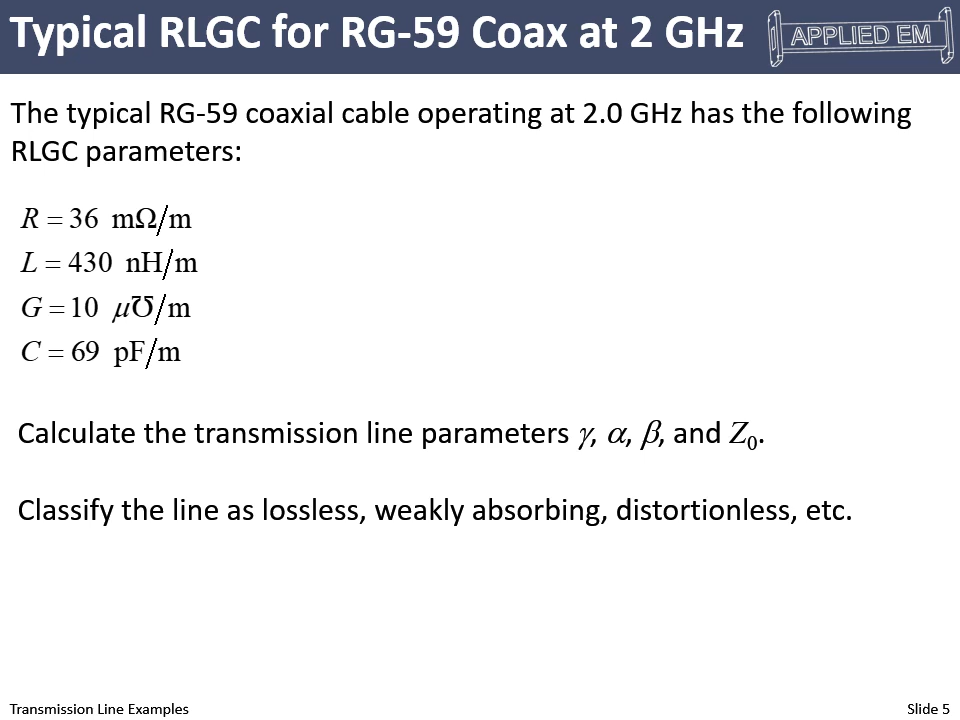 Typical RLGC for RG-59 Coax at 2 GHz
APPLIED EM
The typical RG-59 coaxial cable operating at 2.0 GHz has the following
RLGC parameters:
R = 36 mΩ/m
L = 430 nH/m
G = 10 μ℧/m
C = 69 pF/m
Calculate the transmission line parameters γ, α, β, and Z₀.
Classify the line as lossless, weakly absorbing, distortionless, etc.
Transmission Line Examples
Slide 5